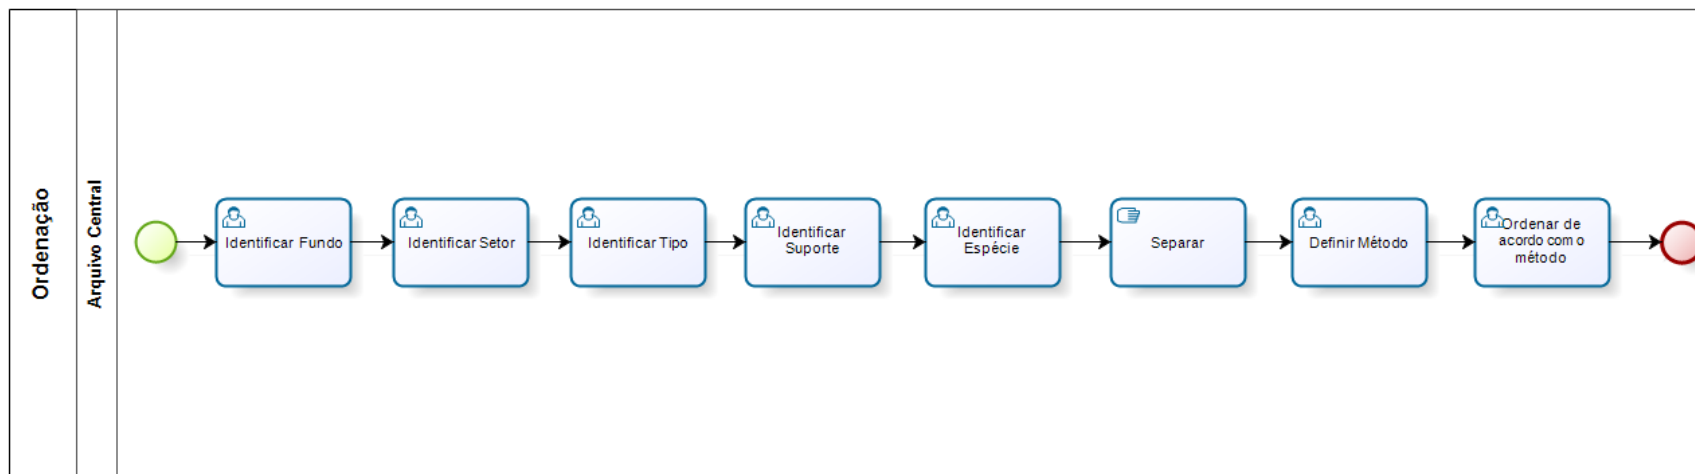 Ordenação
Arquivo Central
Identificar Fundo
Identificar Setor
Identificar Tipo
Identificar
Suporte
Identificar
Espécie
Separar
Definir Método
Ordenar de
acordo com o
método